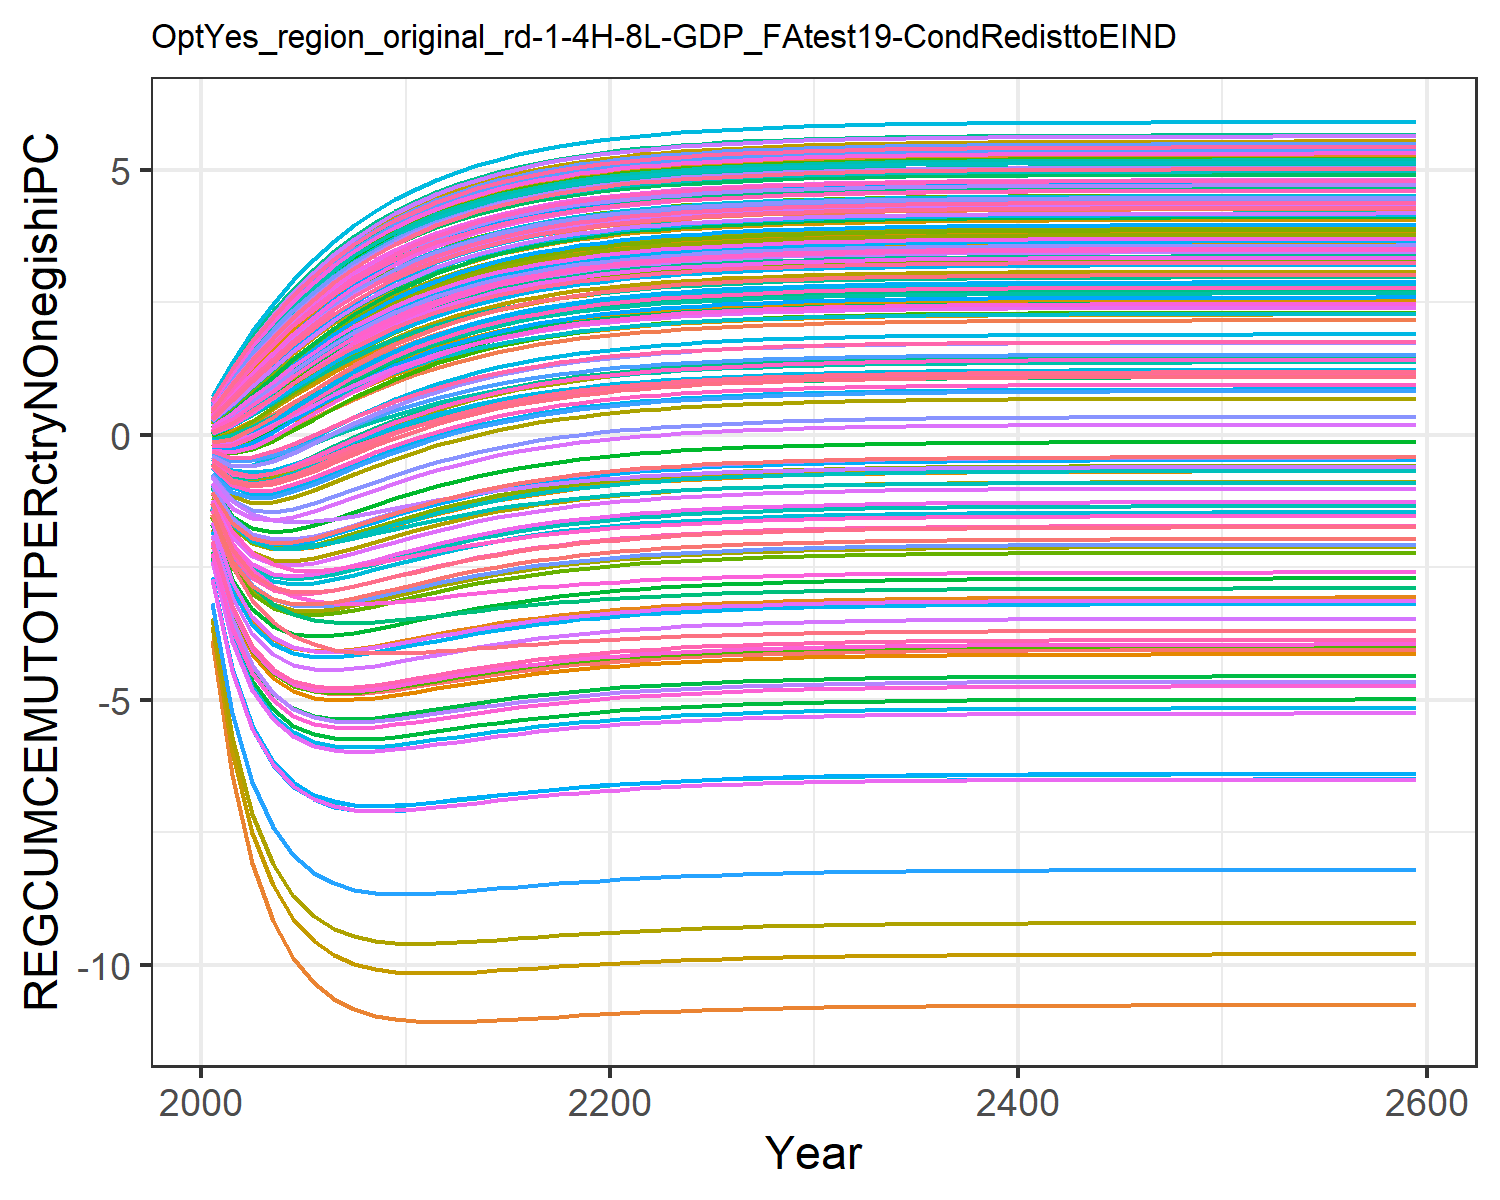 OptYes_region_original_rd-1-4H-8L-GDP_FAtest19-CondRedisttoEIND
REGCUMCEMUTOTPERctryNOnegishiPC
5
0
-5
-10
2000
2200
2400
2600
Year